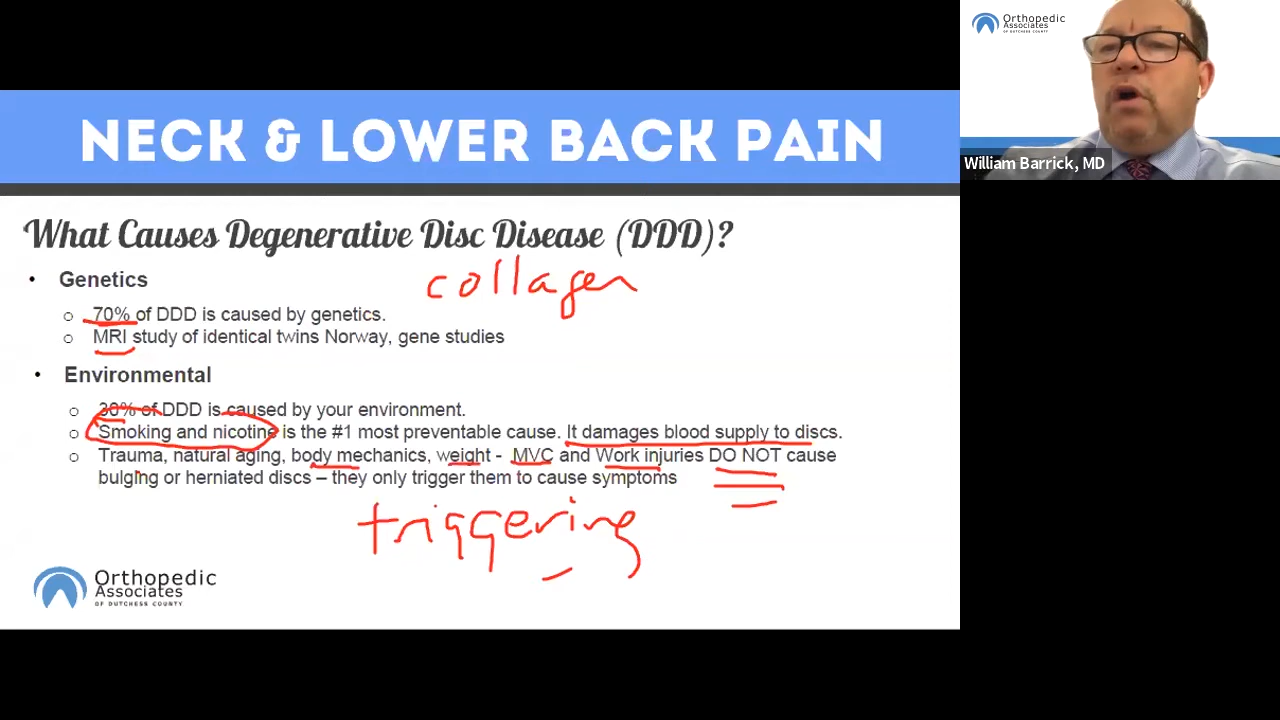 Orthopedic
Associates
OF DUTCHESS COUNTY
William Barrick, MD
NECK & LOWER BACK PAIN
What Causes Degenerative Disc Disease (DDD)?
collagen
• Genetics
o 70% of DDD is caused by genetics.
o MRI study of identical twins Norway, gene studies
• Environmental
o 30% of DDD is caused by your environment.
o Smoking and nicotine is the #1 most preventable cause. It damages blood supply to discs.
o Trauma, natural aging, body mechanics, weight - MVC and Work injuries DO NOT cause
bulging or herniated discs – they only trigger them to cause symptoms
triggering
Orthopedic
Associates
OF DUTCHESS COUNTY